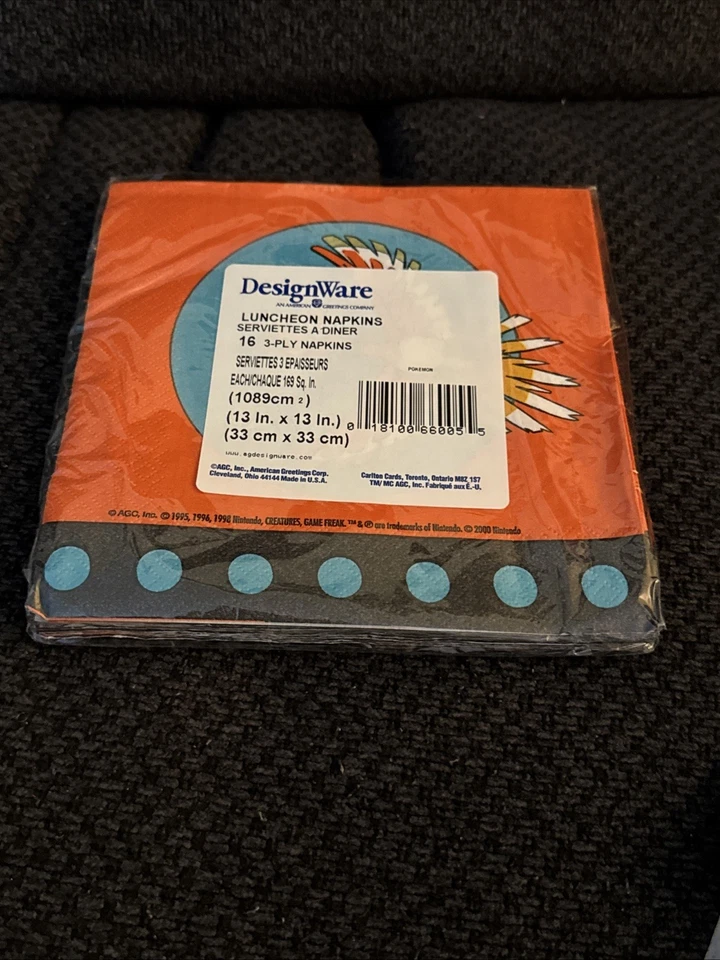 DesignWare
AN AMERICAN GREETINGS COMPANY
LUNCHEON NAPKINS
SERVIETTES A DINER
16 3-PLY NAPKINS
SERVIETTES 3 EPAISSEURS
POKEMON
EACH/CHAQUE 169 Sq. In.
(1089cm 2)
(13 In. x 13 In.)
(33 cm x 33 cm)
0 18100 66005 5
www.agdesignware.com
©AGC, Inc., American Greetings Corp.
Cleveland, Ohio 44144 Made in U.S.A.
Carlton Cards, Toronto, Ontario M8Z 1S7
TM/ MC AGC, Inc. Fabriqué aux É.-U.
© AGC, Inc. © 1995, 1996, 1998 Nintendo, CREATURES, GAME FREAK. ™ & ® are trademarks of Nintendo. © 2000 Nintendo